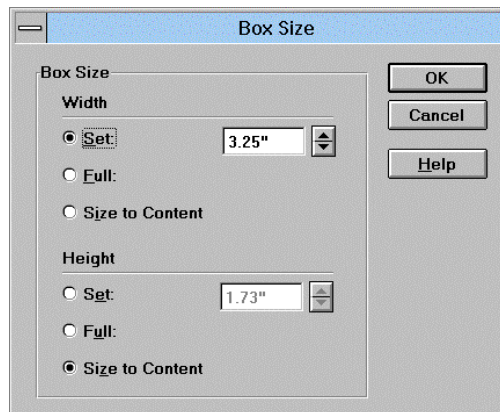 Box Size
Box Size
Width
Set: 3.25"
Full:
Size to Content
Height
Set: 1.73"
Full:
Size to Content
OK
Cancel
Help